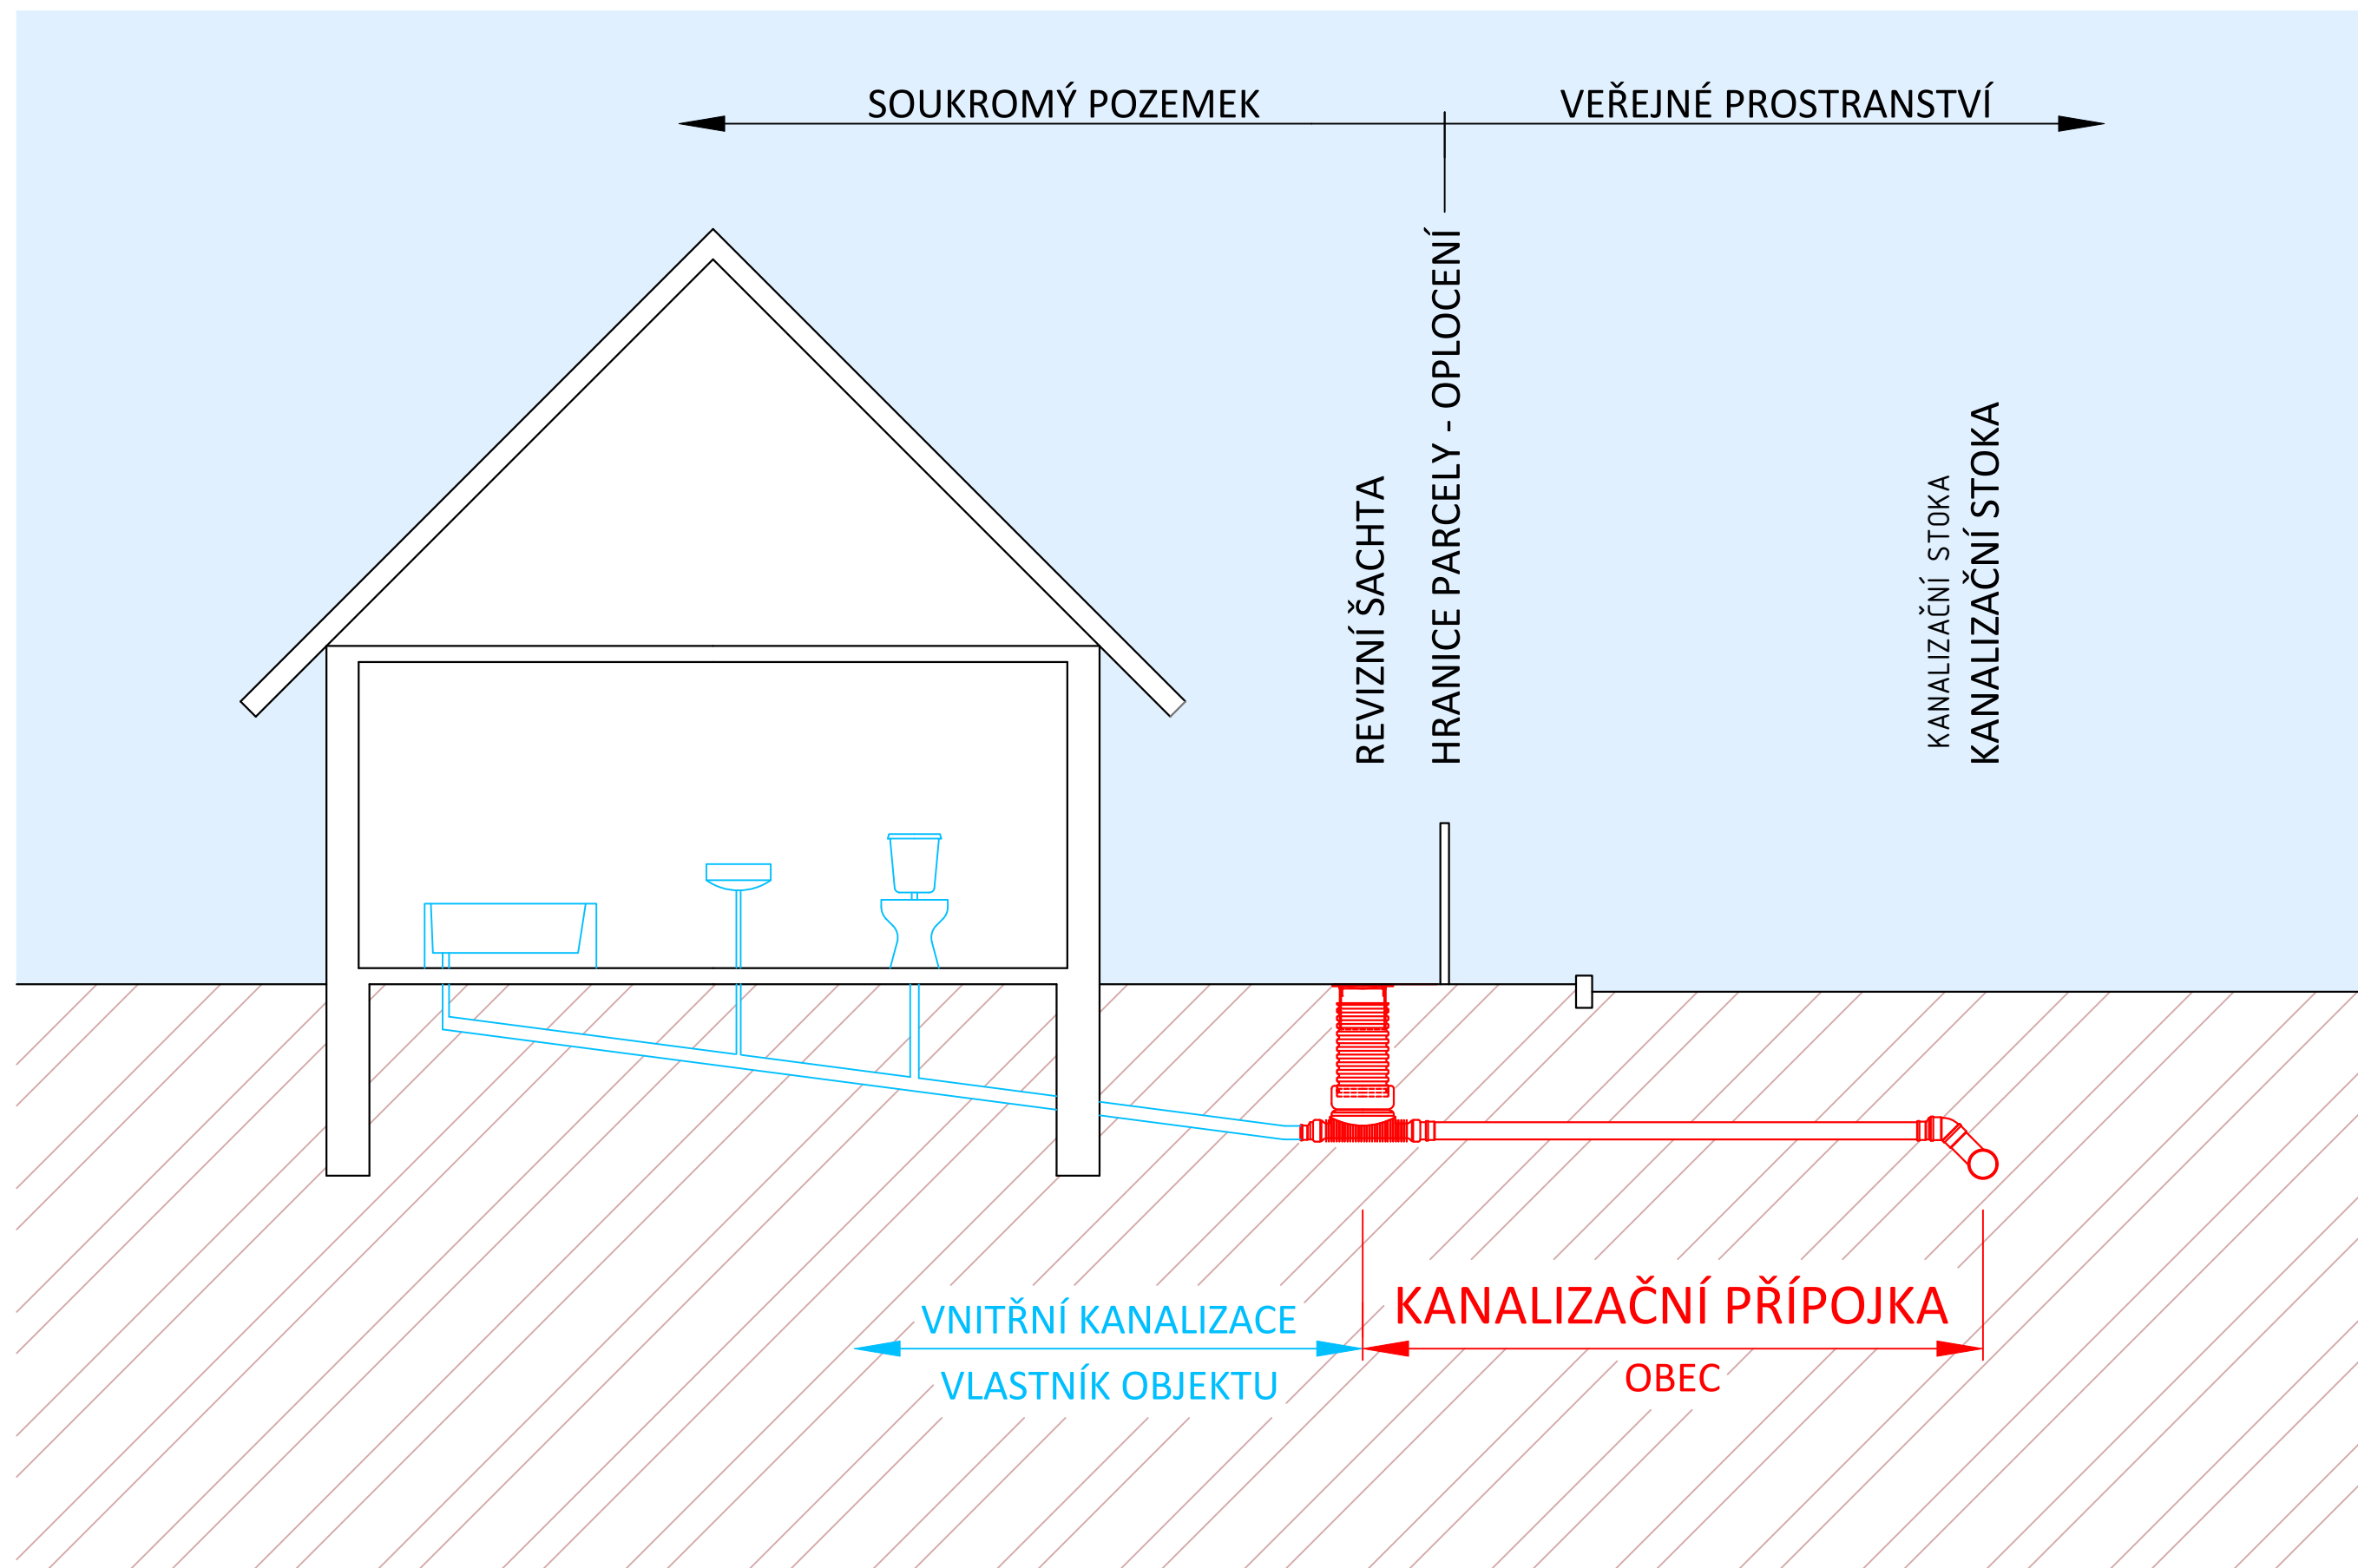 SOUKROMÝ POZEMEK
VEŘEJNÉ PROSTRANSTVÍ
REVIZNÍ ŠACHTA
HRANICE PARCELY - OPLOCENÍ
KANALIZAČNÍ STOKA
KANALIZAČNÍ STOKA
VNITŘNÍ KANALIZACE
VLASTNÍK OBJEKTU
KANALIZAČNÍ PŘÍPOJKA
OBEC